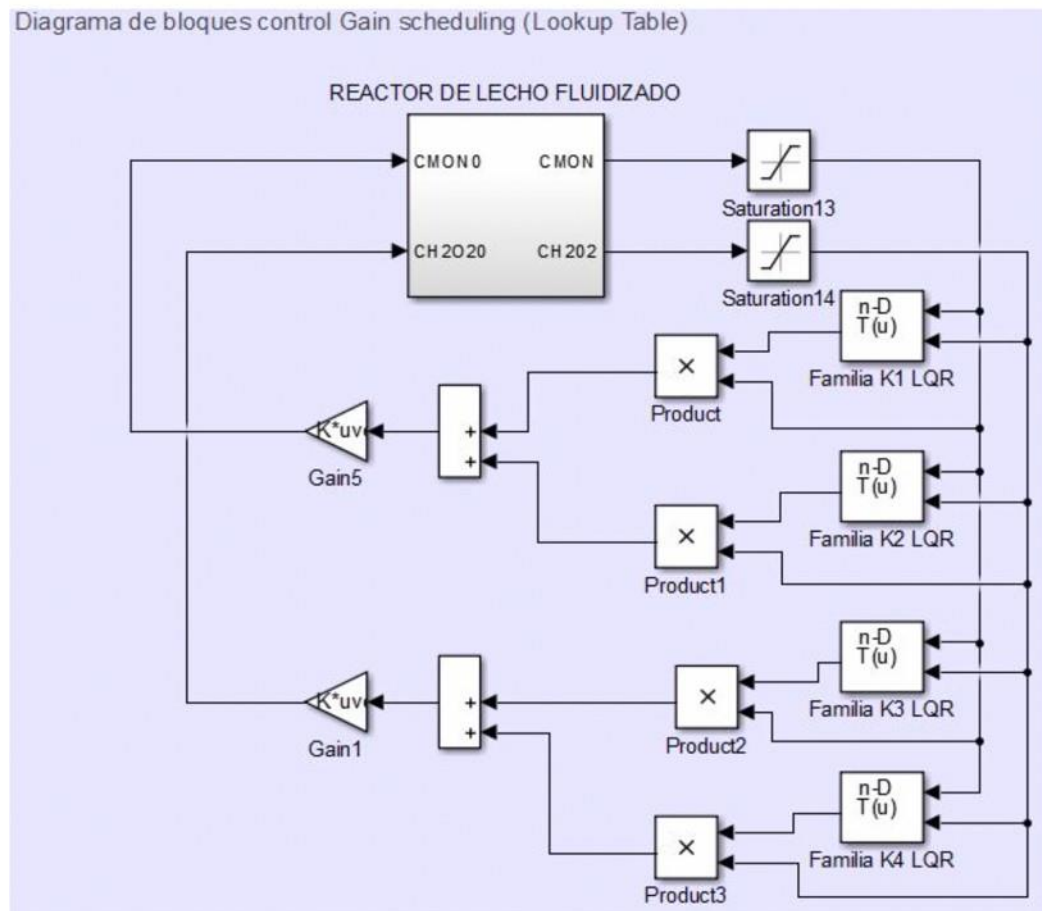 Diagrama de bloques control Gain scheduling (Lookup Table)
REACTOR DE LECHO FLUIDIZADO
CMON0
CMON
CH2O20
CH202
Saturation13
Saturation14
n-D
T(u)
Familia K1 LQR
×
Product
+
+
K*uv
Gain5
n-D
T(u)
Familia K2 LQR
×
Product1
n-D
T(u)
Familia K3 LQR
×
Product2
+
+
K*uv
Gain1
n-D
T(u)
Familia K4 LQR
×
Product3